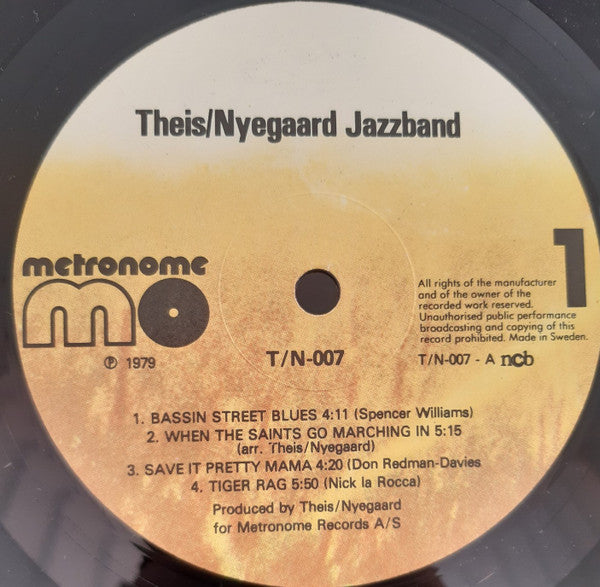 Theis/Nyegaard Jazzband
metronome
mo
℗ 1979
T/N-007
1
All rights of the manufacturer
and of the owner of the
recorded work reserved.
Unauthorised public performance
broadcasting and copying of this
record prohibited. Made in Sweden.
T/N-007 - A ncb
1. BASSIN STREET BLUES 4:11 (Spencer Williams)
2. WHEN THE SAINTS GO MARCHING IN 5:15
(arr. Theis/Nyegaard)
3. SAVE IT PRETTY MAMA 4:20 (Don Redman-Davies
4. TIGER RAG 5:50 (Nick la Rocca)
Produced by Theis/Nyegaard
for Metronome Records A/S